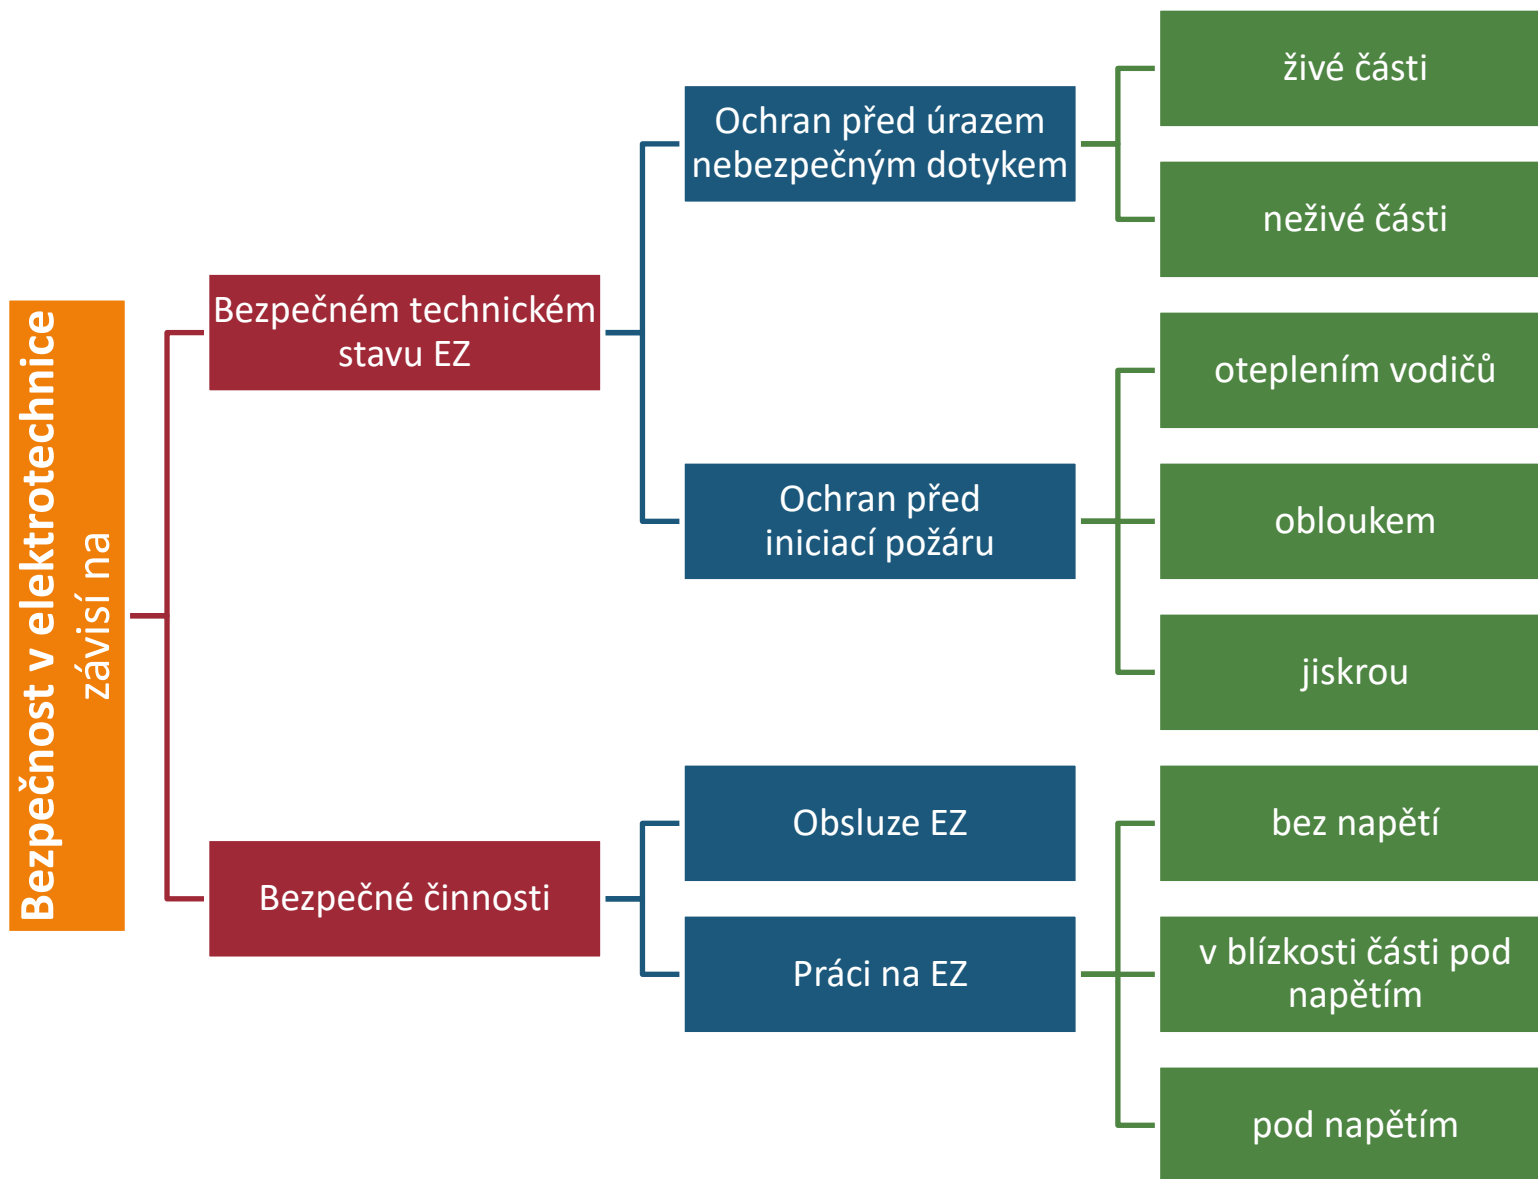 Bezpečnost v elektrotechnice
závisí na
Bezpečném technickém
stavu EZ
Ochran před úrazem
nebezpečným dotykem
živé části
neživé části
Ochran před
iniciací požáru
oteplením vodičů
obloukem
jiskrou
Bezpečné činnosti
Obsluze EZ
Práci na EZ
bez napětí
v blízkosti části pod
napětím
pod napětím